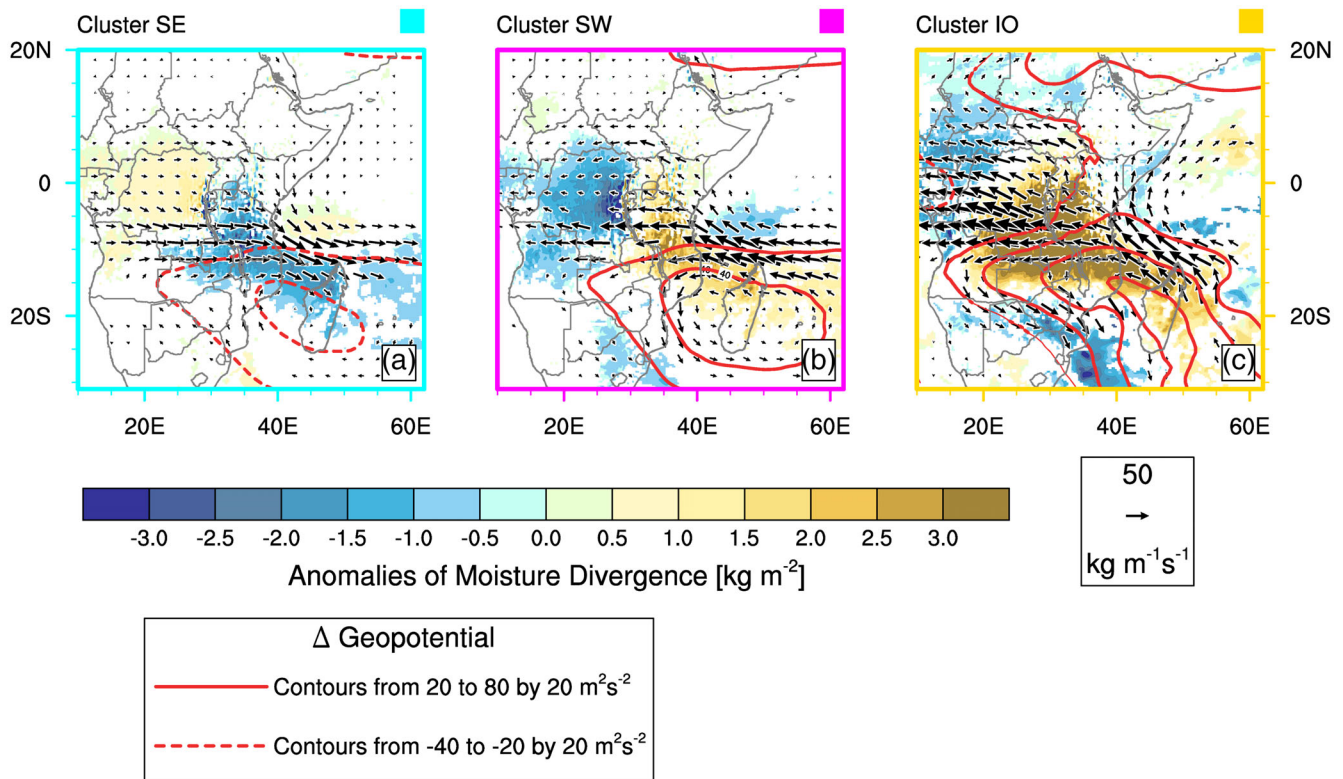 Cluster SE
Cluster SW
Cluster IO
20N
0
20S
20N
0
20S
(a)
(b)
(c)
40
20E
40E
60E
20E
40E
60E
20E
40E
60E
-3.0 -2.5 -2.0 -1.5 -1.0 -0.5 0.0 0.5 1.0 1.5 2.0 2.5 3.0
Anomalies of Moisture Divergence [kg m⁻²]
50
kg m⁻¹s⁻¹
Δ Geopotential
Contours from 20 to 80 by 20 m²s⁻²
Contours from -40 to -20 by 20 m²s⁻²